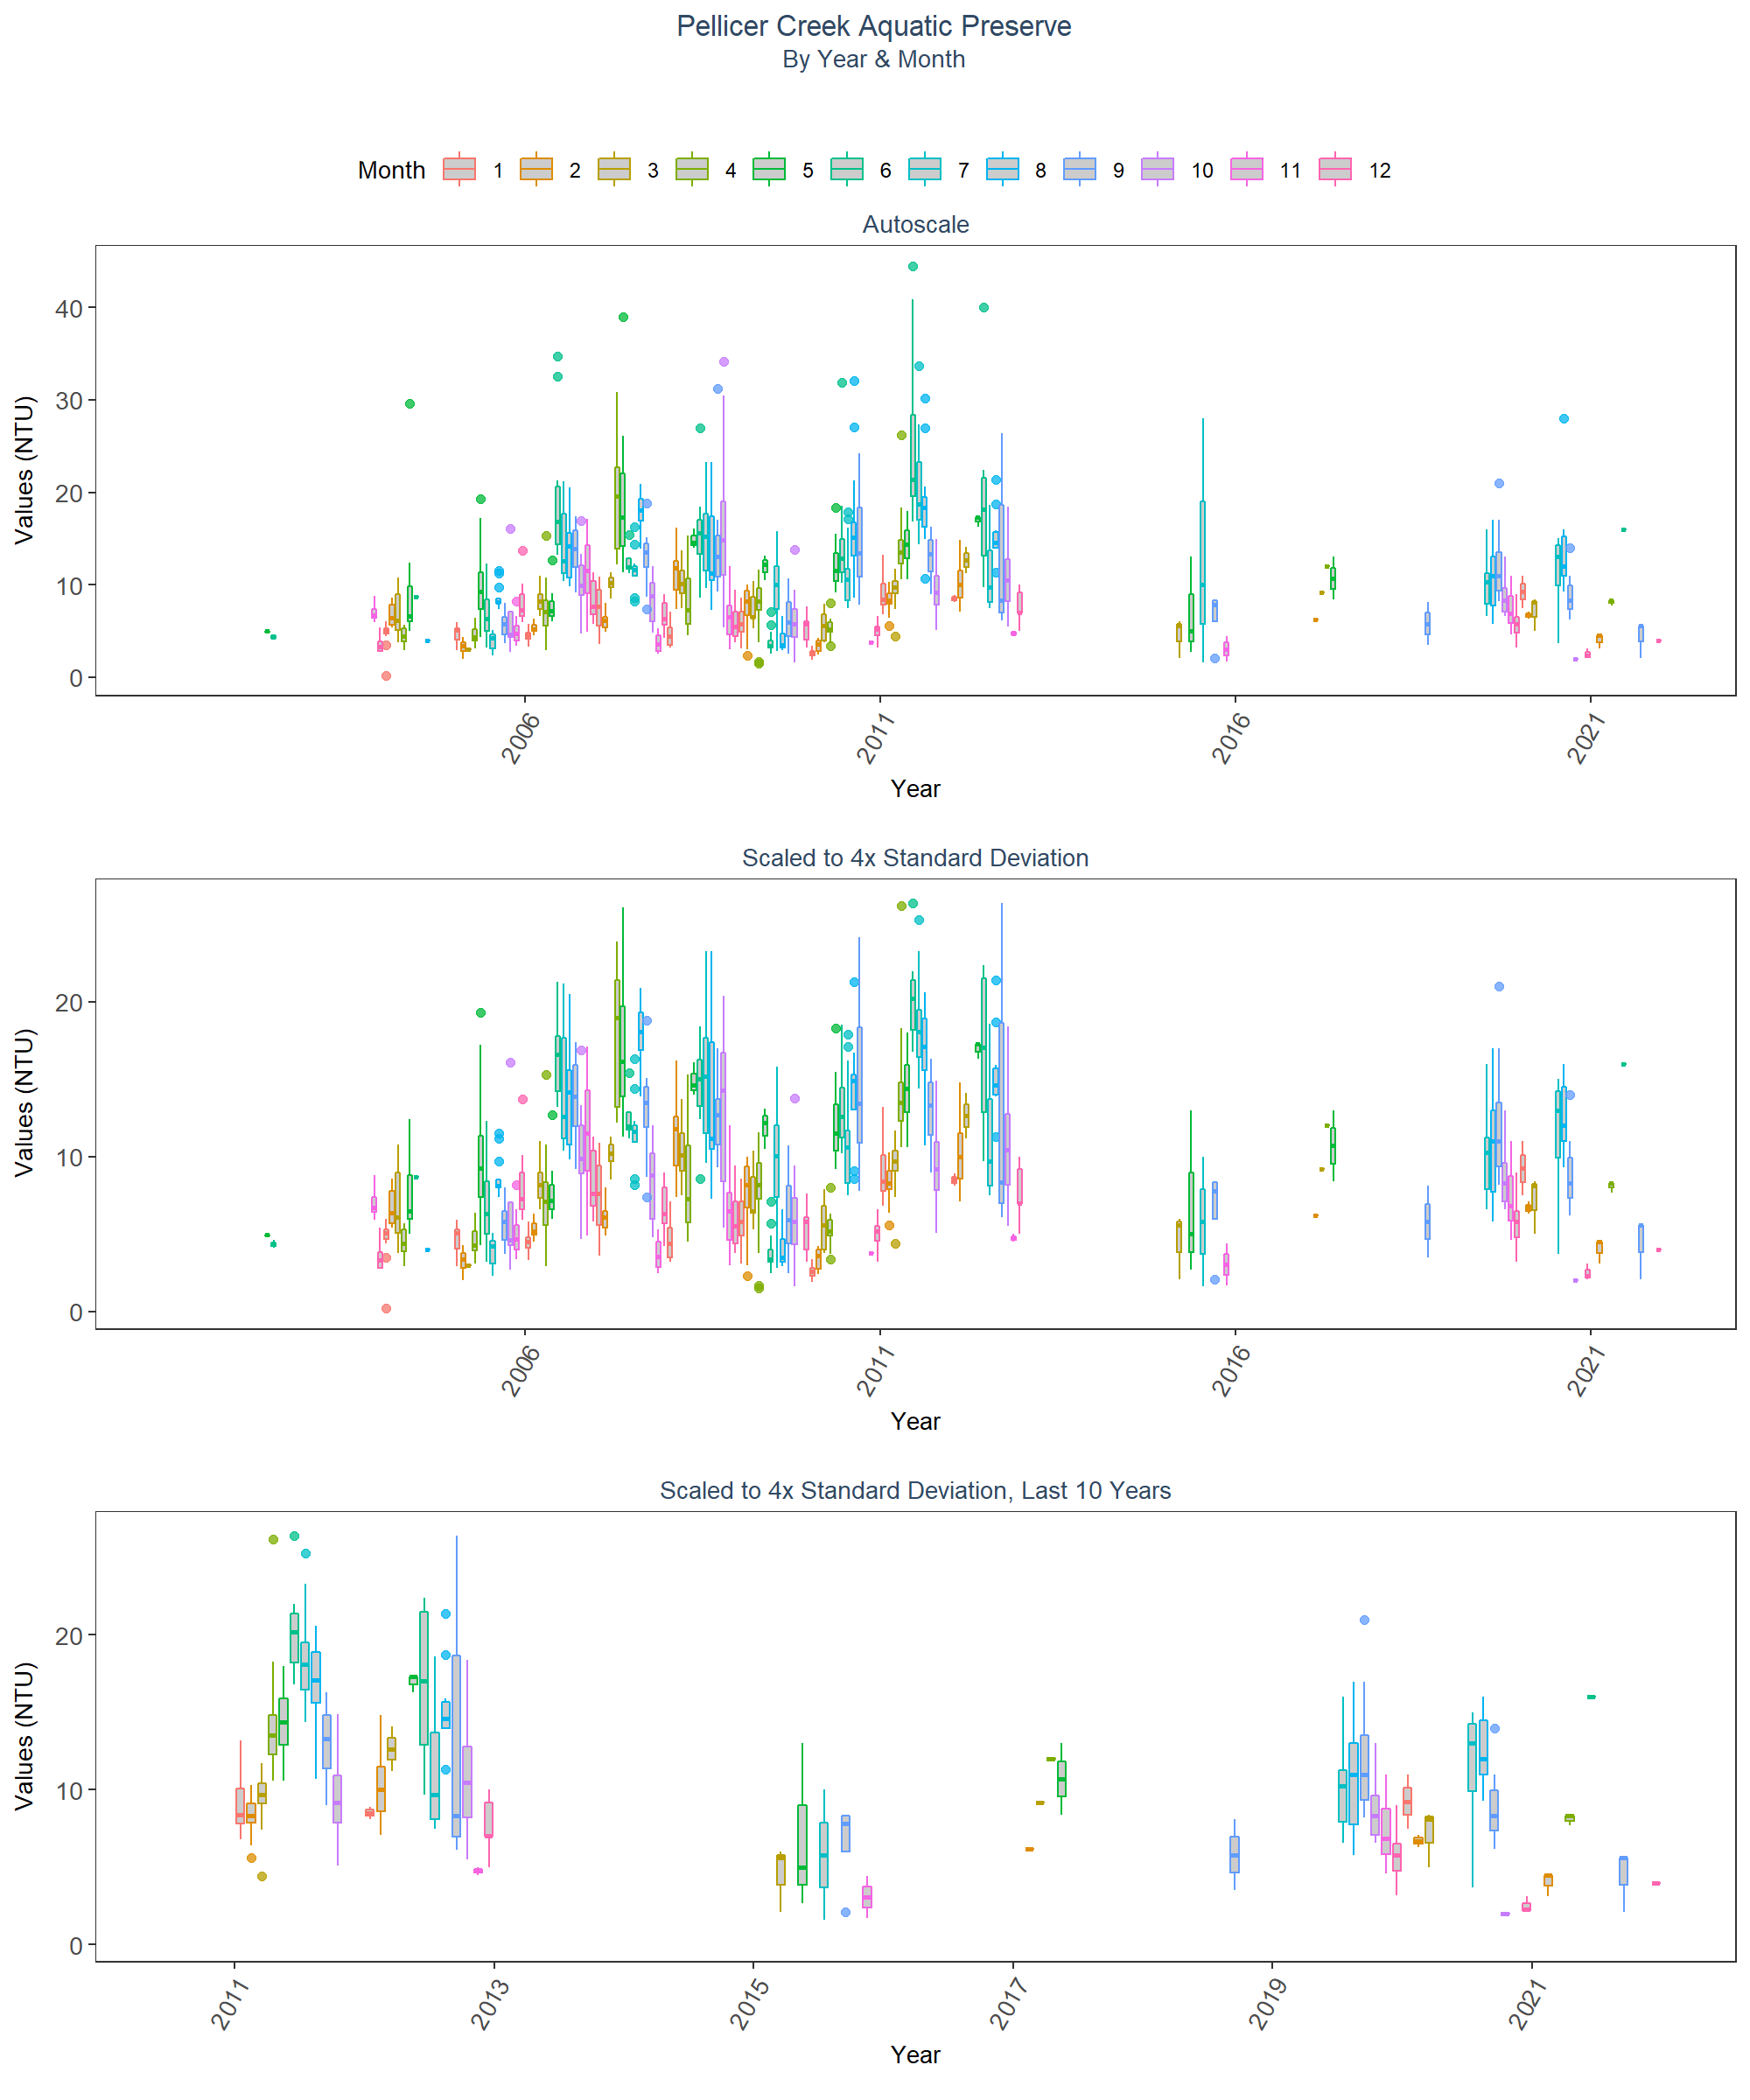 Pellicer Creek Aquatic Preserve
By Year & Month
Month 1 2 3 4 5 6 7 8 9 10 11 12
Autoscale
Values (NTU)
40
30
20
10
0
2006 2011 2016 2021
Year
Scaled to 4x Standard Deviation
Values (NTU)
20
10
0
2006 2011 2016 2021
Year
Scaled to 4x Standard Deviation, Last 10 Years
Values (NTU)
20
10
0
2011 2013 2015 2017 2019 2021
Year